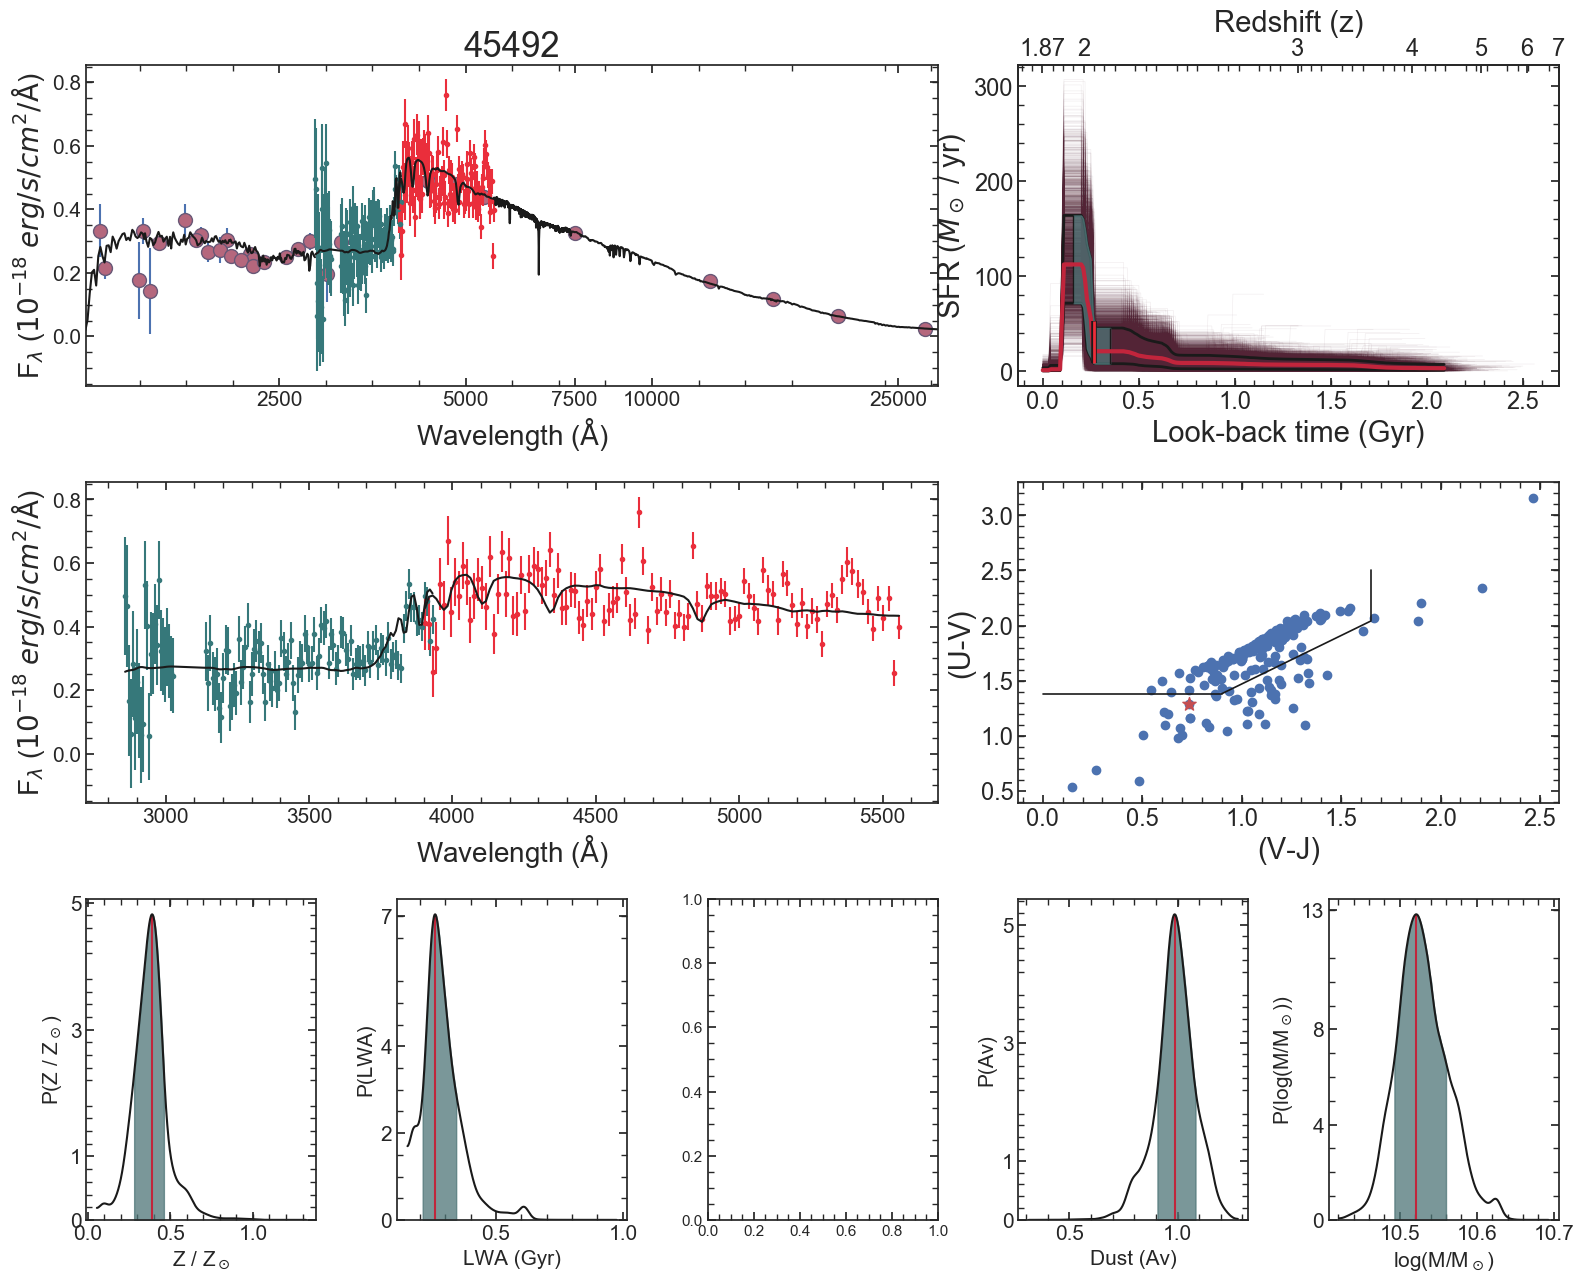 45492
0.8
0.6
0.4
0.2
0.0
F_λ (10^−18 erg/s/cm^2/Å)
2500 5000 7500 10000 25000
Wavelength (Å)
Redshift (z)
1.87 2 3 4 5 6 7
300
200
100
0
SFR (M_⊙ / yr)
0.0 0.5 1.0 1.5 2.0 2.5
Look-back time (Gyr)
0.8
0.6
0.4
0.2
0.0
F_λ (10^−18 erg/s/cm^2/Å)
3000 3500 4000 4500 5000 5500
Wavelength (Å)
3.0
2.5
2.0
1.5
1.0
0.5
(U-V)
0.0 0.5 1.0 1.5 2.0 2.5
(V-J)
5
3
1
0
P(Z / Z_⊙)
0.0 0.5 1.0
Z / Z_⊙
7
4
2
0
P(LWA)
0.5 1.0
LWA (Gyr)
1.0
0.8
0.6
0.4
0.2
0.0
0.0 0.2 0.4 0.6 0.8 1.0
5
3
1
0
P(Av)
0.5 1.0
Dust (Av)
13
8
4
0
P(log(M/M_⊙))
10.5 10.6 10.7
log(M/M_⊙)